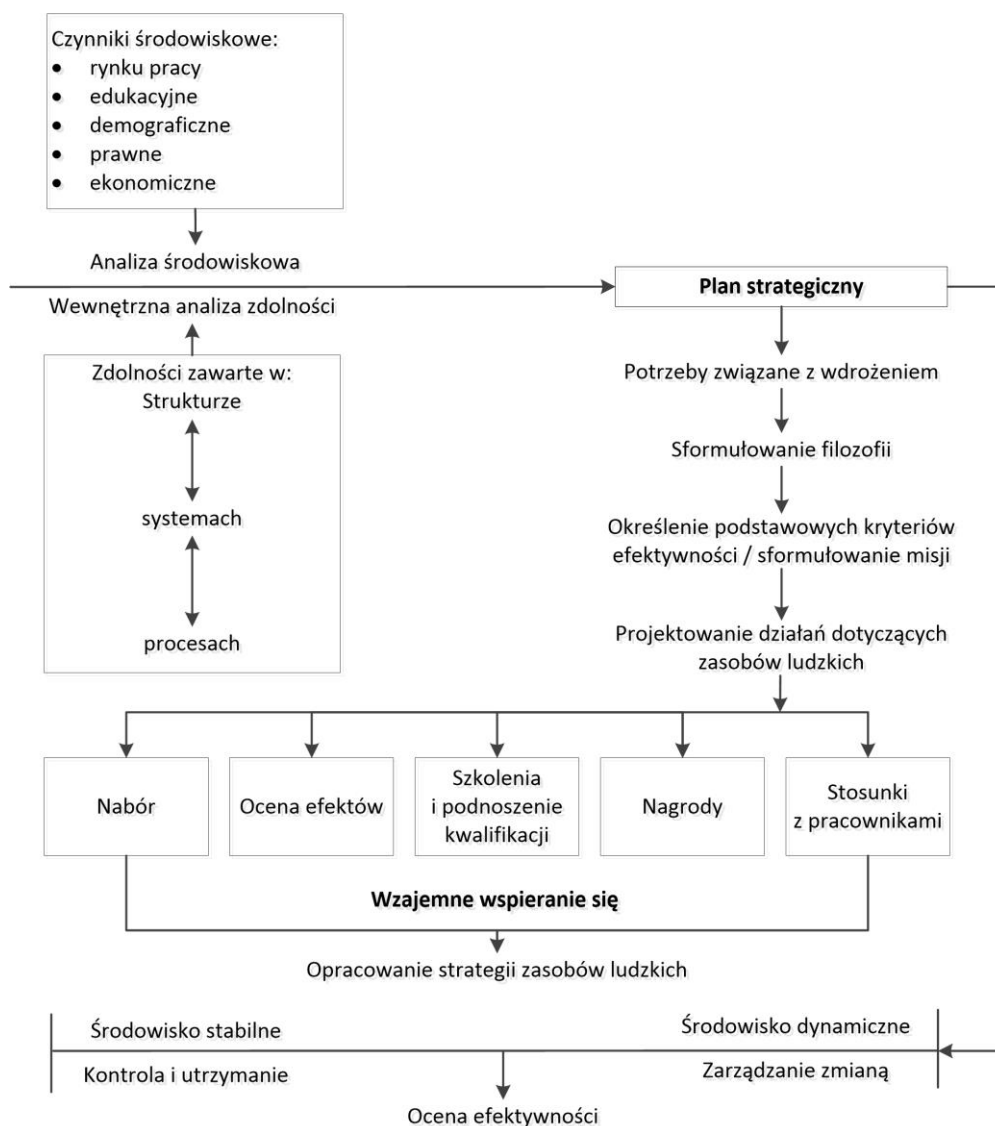 Czynniki środowiskowe:
• rynku pracy
• edukacyjne
• demograficzne
• prawne
• ekonomiczne
Analiza środowiskowa
Wewnętrzna analiza zdolności
Zdolności zawarte w:
Strukturze
systemach
procesach
Plan strategiczny
Potrzeby związane z wdrożeniem
Sformułowanie filozofii
Określenie podstawowych kryteriów
efektywności / sformułowanie misji
Projektowanie działań dotyczących
zasobów ludzkich
Nabór
Ocena efektów
Szkolenia
i podnoszenie
kwalifikacji
Nagrody
Stosunki
z pracownikami
Wzajemne wspieranie się
Opracowanie strategii zasobów ludzkich
Środowisko stabilne
Środowisko dynamiczne
Kontrola i utrzymanie
Zarządzanie zmianą
Ocena efektywności